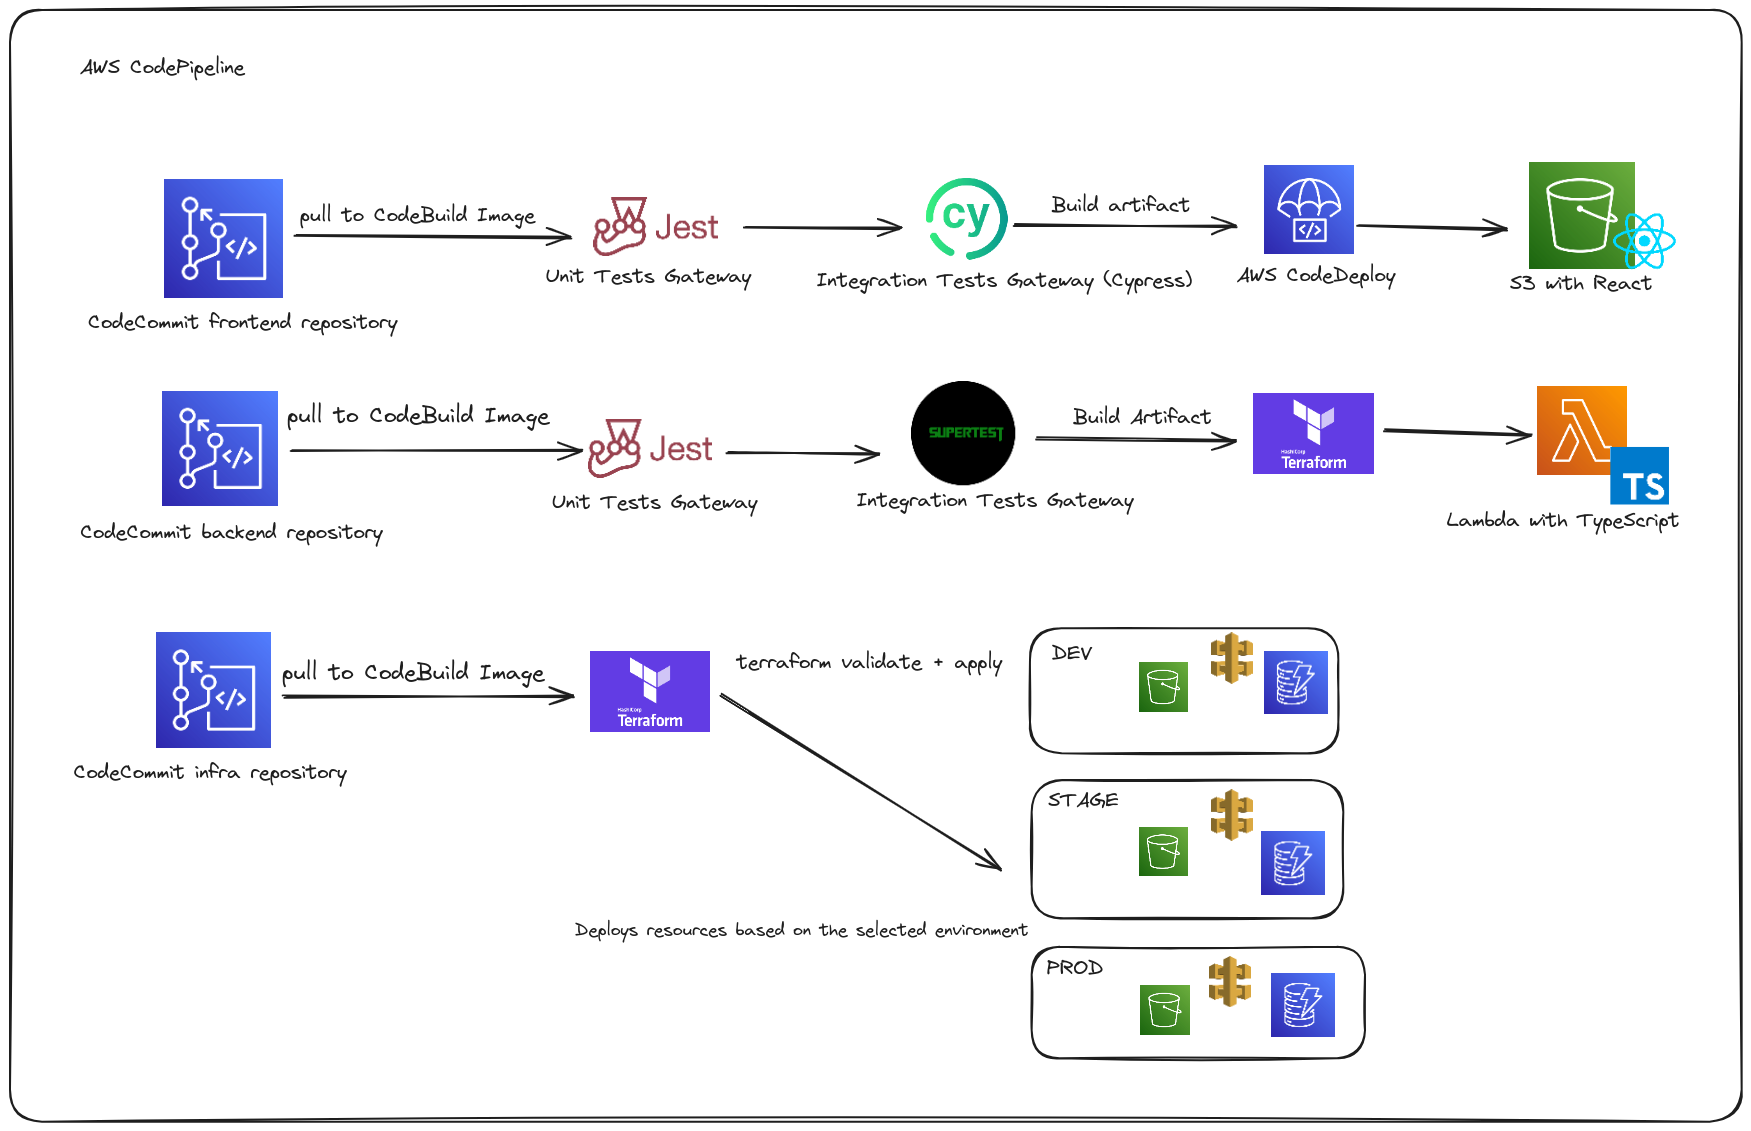 AWS CodePipeline
pull to CodeBuild Image
Jest
cy
Build artifact
Unit Tests Gateway
Integration Tests Gateway (Cypress)
AWS CodeDeploy
S3 with React
CodeCommit frontend repository
pull to CodeBuild Image
Jest
SUPERTEST
Build Artifact
HashiCorp
Terraform
TS
Unit Tests Gateway
Integration Tests Gateway
Lambda with TypeScript
CodeCommit backend repository
pull to CodeBuild Image
HashiCorp
Terraform
terraform validate + apply
DEV
CodeCommit infra repository
STAGE
Deploys resources based on the selected environment
PROD